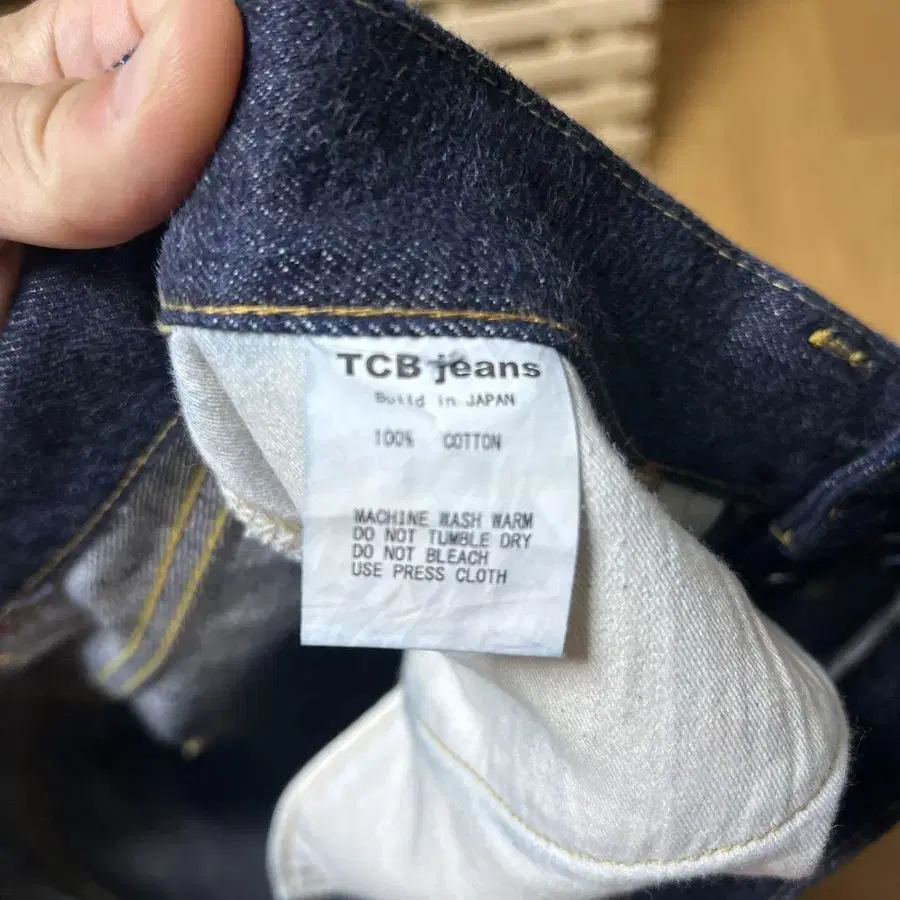 TCB jeans
Build in JAPAN
100% COTTON
MACHINE WASH WARM
DO NOT TUMBLE DRY
DO NOT BLEACH
USE PRESS CLOTH